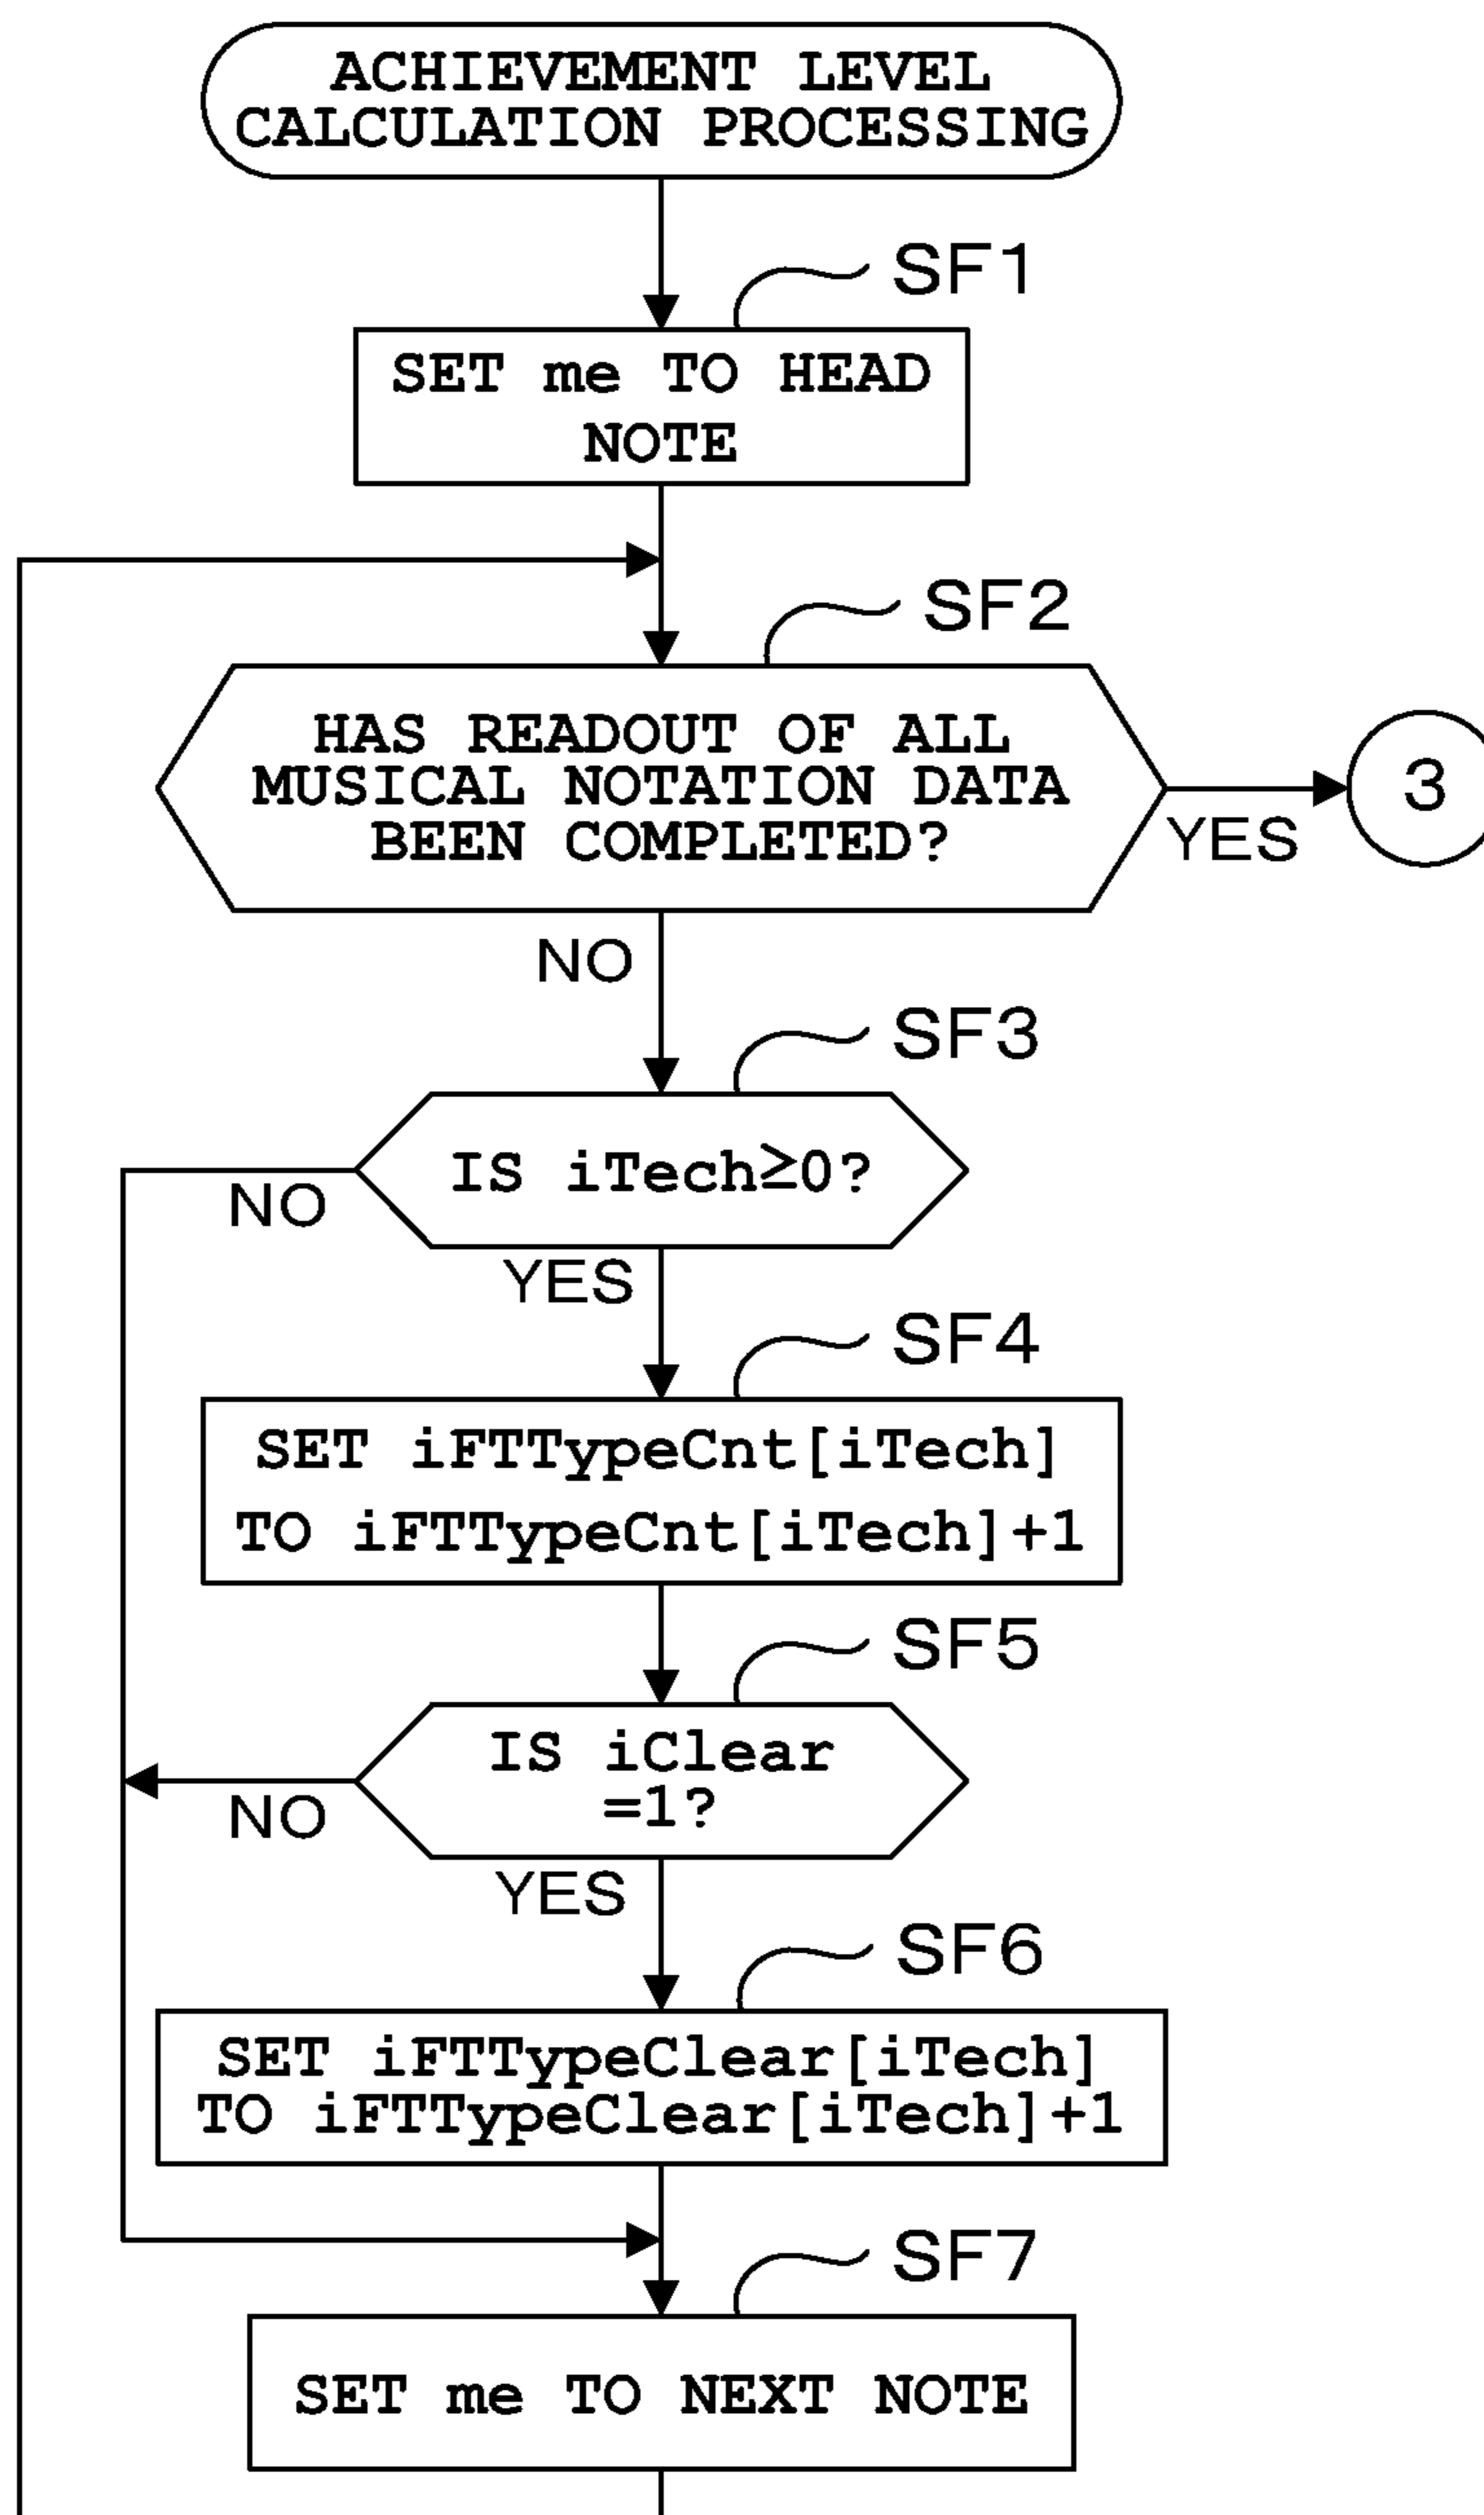 ACHIEVEMENT LEVEL
CALCULATION PROCESSING
SF1
SET me TO HEAD
NOTE
SF2
HAS READOUT OF ALL
MUSICAL NOTATION DATA
BEEN COMPLETED?
3
YES
NO
SF3
IS iTech≥0?
NO
YES
SF4
SET iFTTypeCnt[iTech]
TO iFTTypeCnt[iTech]+1
SF5
IS iClear
=1?
NO
YES
SF6
SET iFTTypeClear[iTech]
TO iFTTypeClear[iTech]+1
SF7
SET me TO NEXT NOTE